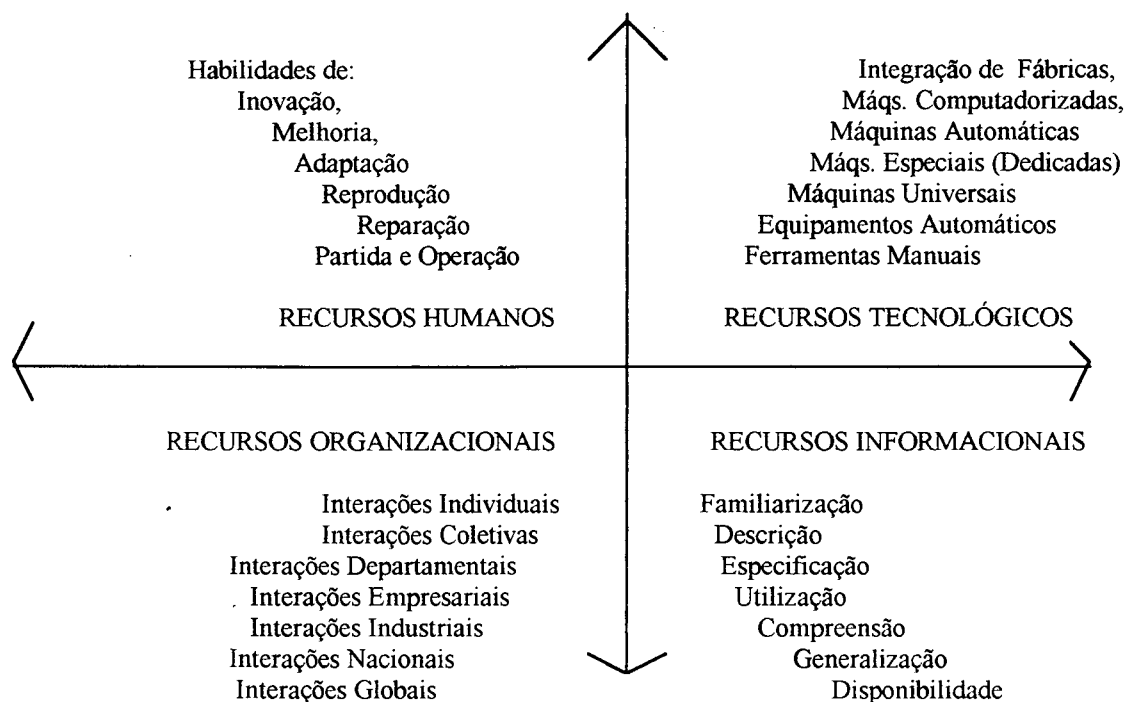 Habilidades de:
Inovação,
Melhoria,
Adaptação
Reprodução
Reparação
Partida e Operação
RECURSOS HUMANOS
Integração de Fábricas,
Máqs. Computadorizadas,
Máquinas Automáticas
Máqs. Especiais (Dedicadas)
Máquinas Universais
Equipamentos Automáticos
Ferramentas Manuais
RECURSOS TECNOLÓGICOS
RECURSOS ORGANIZACIONAIS
Interações Individuais
Interações Coletivas
Interações Departamentais
Interações Empresariais
Interações Industriais
Interações Nacionais
Interações Globais
RECURSOS INFORMACIONAIS
Familiarização
Descrição
Especificação
Utilização
Compreensão
Generalização
Disponibilidade